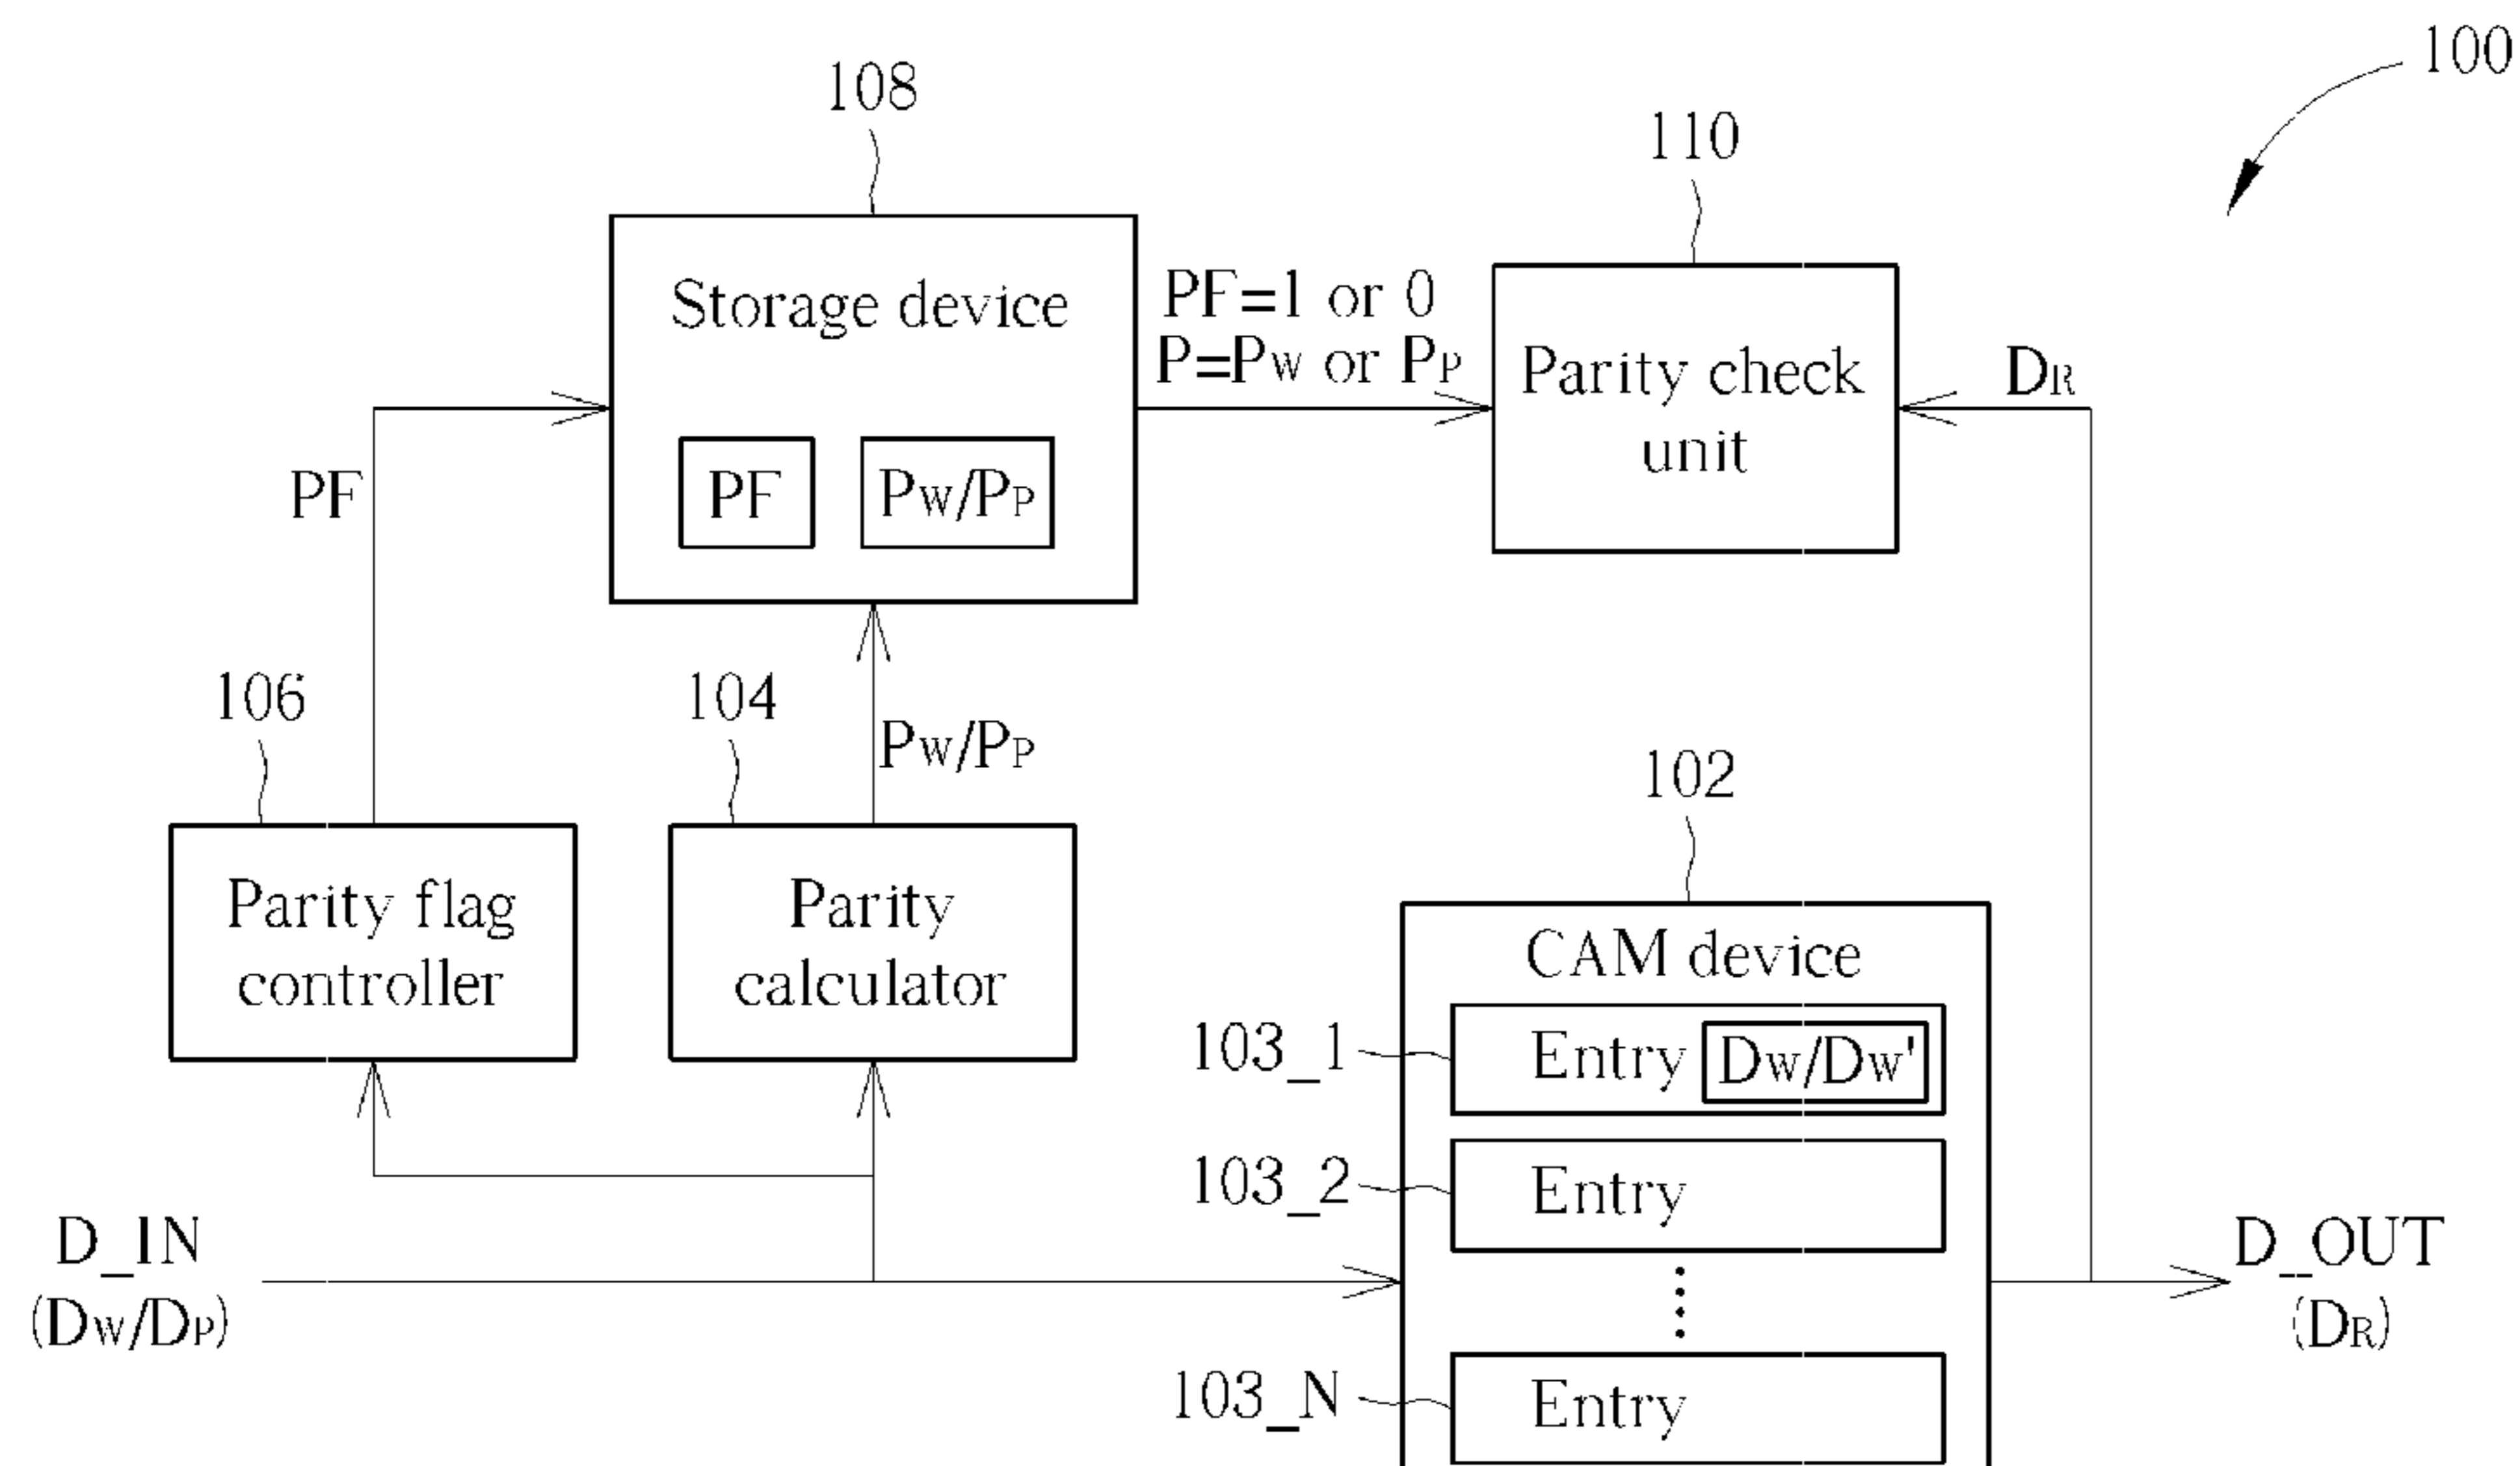 100
108
110
Storage device
PF=1 or 0
P=PW or PP
Parity check
unit
DR
PF
PF
PW/PP
106
104
PW/PP
102
Parity flag
controller
Parity
calculator
CAM device
103_1
Entry
DW/DW'
103_2
Entry
D_IN
(DW/DP)
D_OUT
(DR)
103_N
Entry